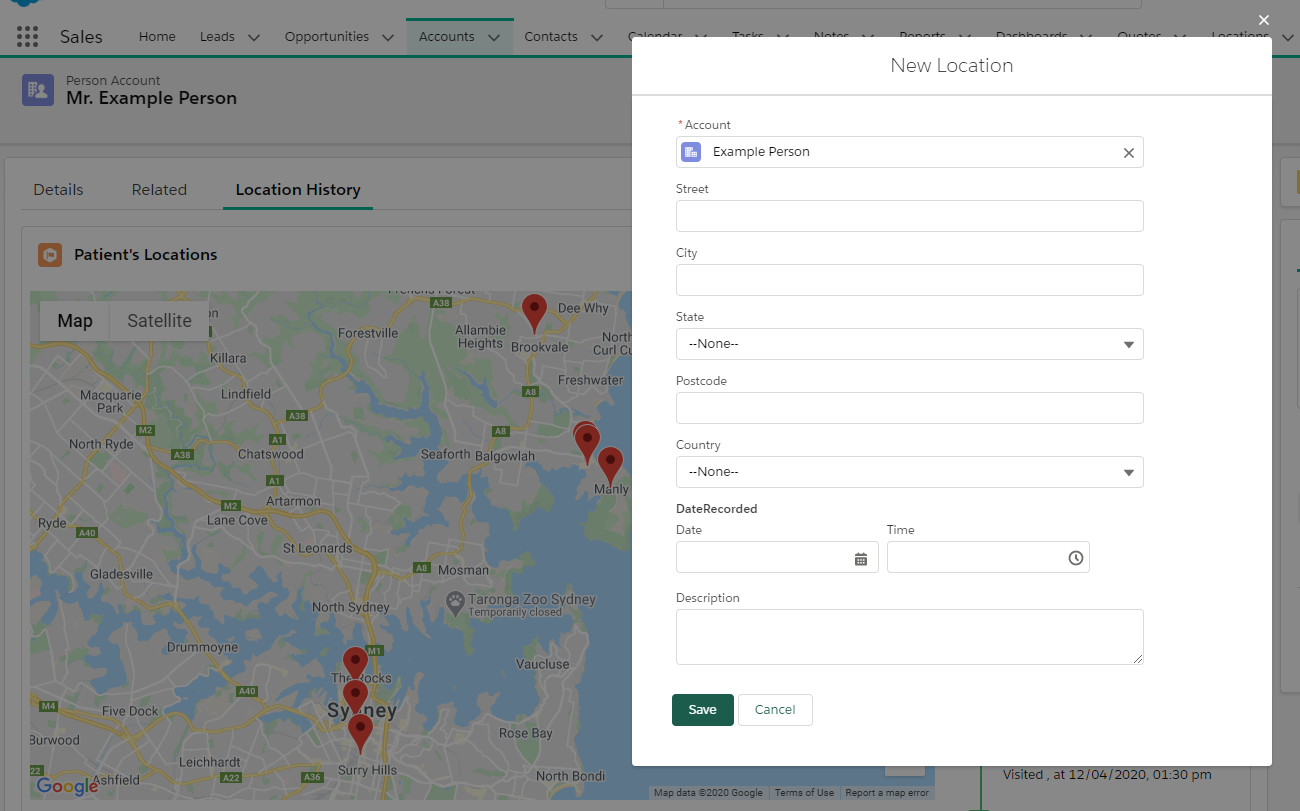 Sales
Home
Leads
Opportunities
Accounts
Contacts
Calendar
Tasks
Notes
Reports
Dashboards
Quotes
Locations
Person Account
Mr. Example Person
Details
Related
Location History
Patient's Locations
Map
Satellite
A38
Dee Why
Forestville
Allambie
Heights
Brookvale
North
Curl Cu
Killara
Freshwater
Macquarie
Park
Lindfield
A8
A38
M2
A1
A8
North Ryde
A38
Chatswood
Seaforth
Balgowlah
A1
Manly
Artarmon
M2
Lane Cove
Ryde
A40
St Leonards
A8
Mosman
Gladesville
Taronga Zoo Sydney
Temporarily closed
North Sydney
Drummoyne
M1
Vaucluse
The Rocks
A40
M4
Five Dock
Sydney
Burwood
Rose Bay
Leichhardt
Surry Hills
22
Ashfield
A22
A36
North Bondi
Google
Map data ©2020 Google
Terms of Use
Report a map error
New Location
*Account
Example Person
Street
City
State
--None--
Postcode
Country
--None--
DateRecorded
Date
Time
Description
Save
Cancel
Visited , at 12/04/2020, 01:30 pm